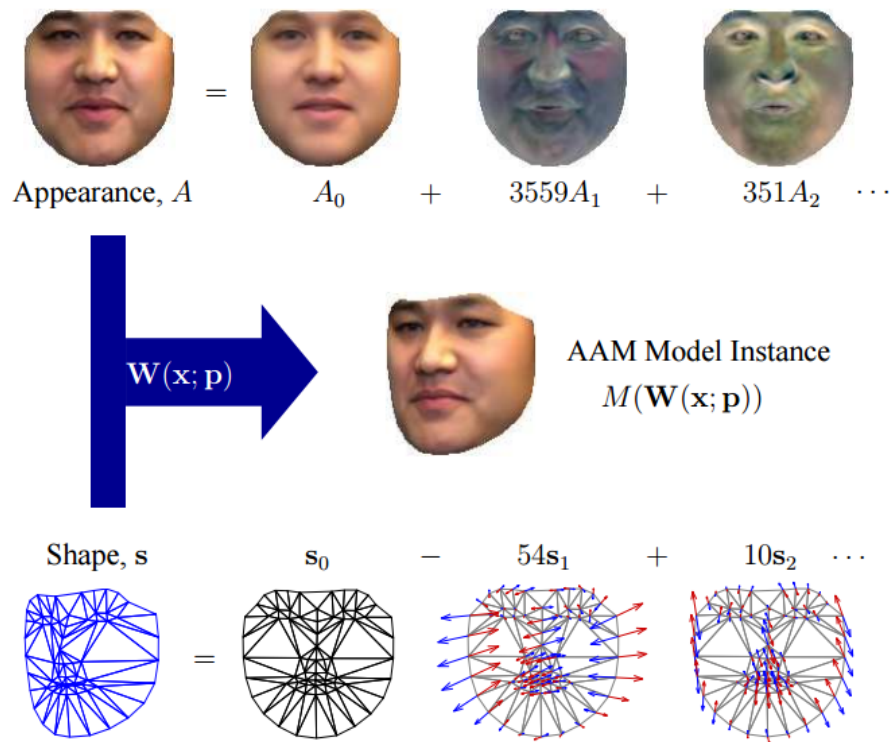 =
Appearance, A A₀ + 3559A₁ + 351A₂ ⋯
W(x; p)
AAM Model Instance
M(W(x; p))
Shape, s s₀ − 54s₁ + 10s₂ ⋯
=